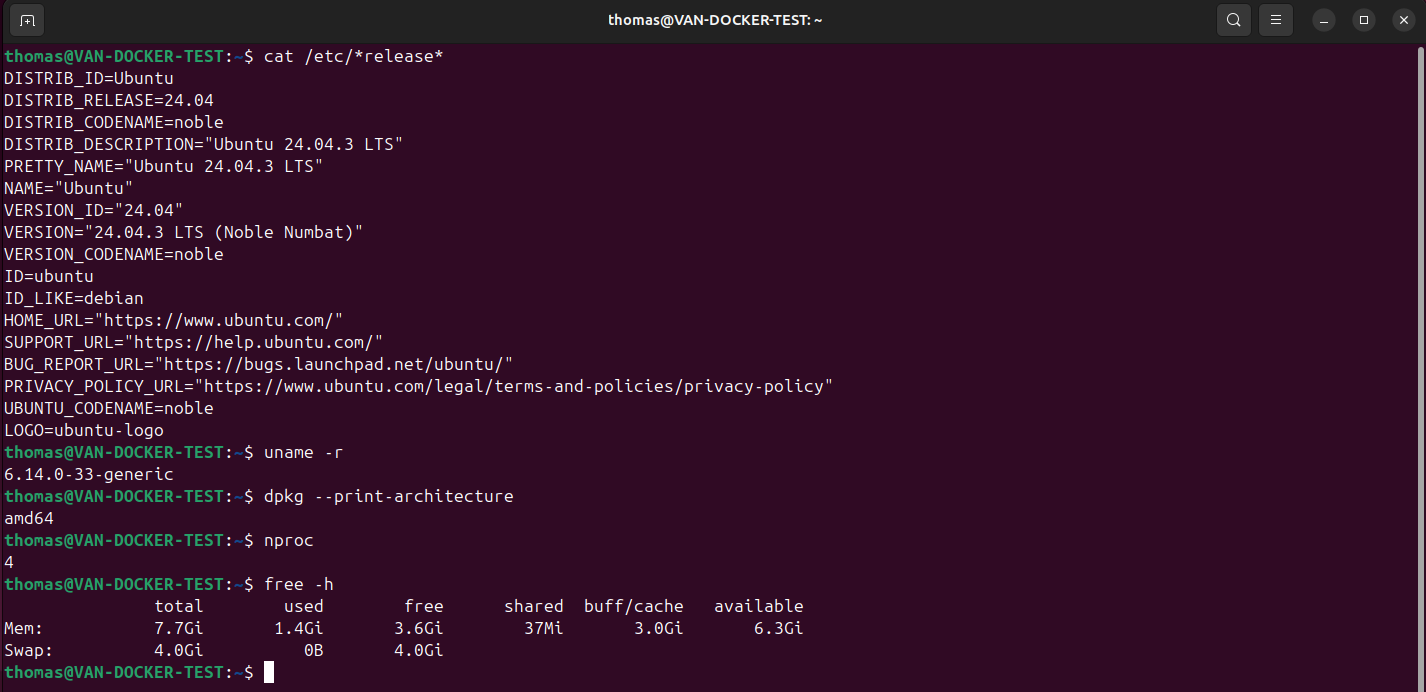 thomas@VAN-DOCKER-TEST: ~
thomas@VAN-DOCKER-TEST:~$ cat /etc/*release*
DISTRIB_ID=Ubuntu
DISTRIB_RELEASE=24.04
DISTRIB_CODENAME=noble
DISTRIB_DESCRIPTION="Ubuntu 24.04.3 LTS"
PRETTY_NAME="Ubuntu 24.04.3 LTS"
NAME="Ubuntu"
VERSION_ID="24.04"
VERSION="24.04.3 LTS (Noble Numbat)"
VERSION_CODENAME=noble
ID=ubuntu
ID_LIKE=debian
HOME_URL="https://www.ubuntu.com/"
SUPPORT_URL="https://help.ubuntu.com/"
BUG_REPORT_URL="https://bugs.launchpad.net/ubuntu/"
PRIVACY_POLICY_URL="https://www.ubuntu.com/legal/terms-and-policies/privacy-policy"
UBUNTU_CODENAME=noble
LOGO=ubuntu-logo
thomas@VAN-DOCKER-TEST:~$ uname -r
6.14.0-33-generic
thomas@VAN-DOCKER-TEST:~$ dpkg --print-architecture
amd64
thomas@VAN-DOCKER-TEST:~$ nproc
4
thomas@VAN-DOCKER-TEST:~$ free -h
               total        used        free      shared  buff/cache   available
Mem:           7.7Gi       1.4Gi       3.6Gi        37Mi       3.0Gi       6.3Gi
Swap:          4.0Gi          0B       4.0Gi
thomas@VAN-DOCKER-TEST:~$